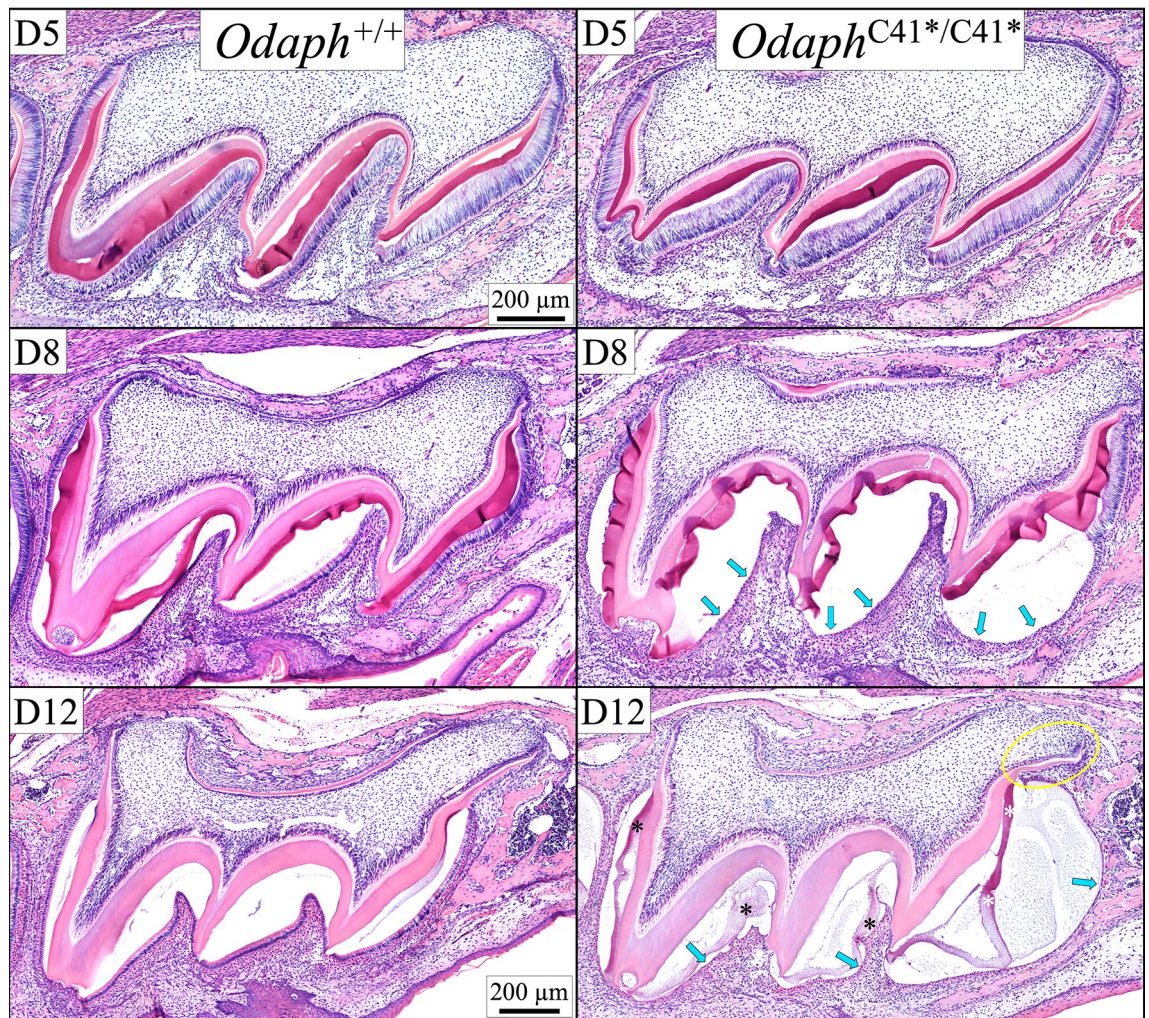 D5
Odaph+/+
D5
OdaphC41*/C41*
200 µm
D8
D8
D12
D12
* * * * *
200 µm